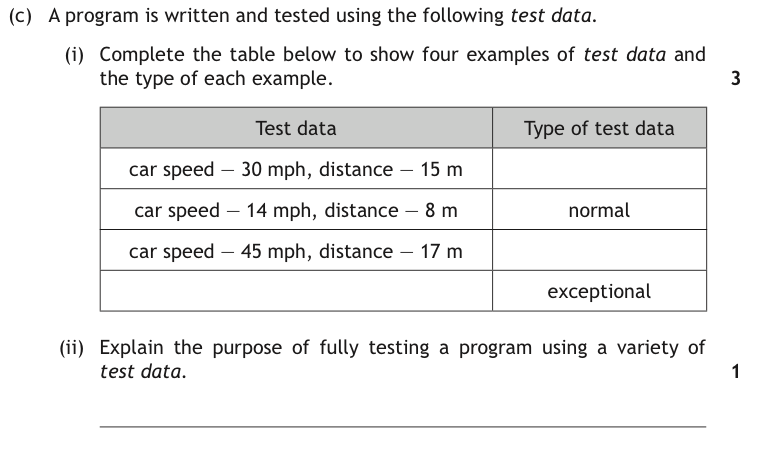 (c) A program is written and tested using the following test data.
(i) Complete the table below to show four examples of test data and
the type of each example. 3
Test data Type of test data
car speed – 30 mph, distance – 15 m
car speed – 14 mph, distance – 8 m normal
car speed – 45 mph, distance – 17 m
exceptional
(ii) Explain the purpose of fully testing a program using a variety of
test data. 1